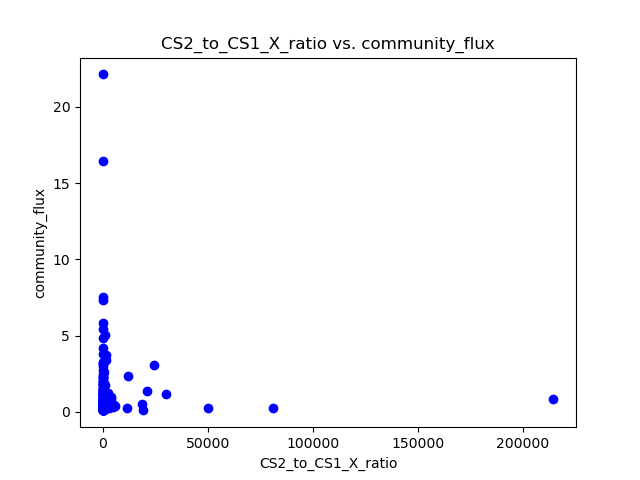 CS2_to_CS1_X_ratio vs. community_flux
20
15
10
5
0
community_flux
0 50000 100000 150000 200000
CS2_to_CS1_X_ratio